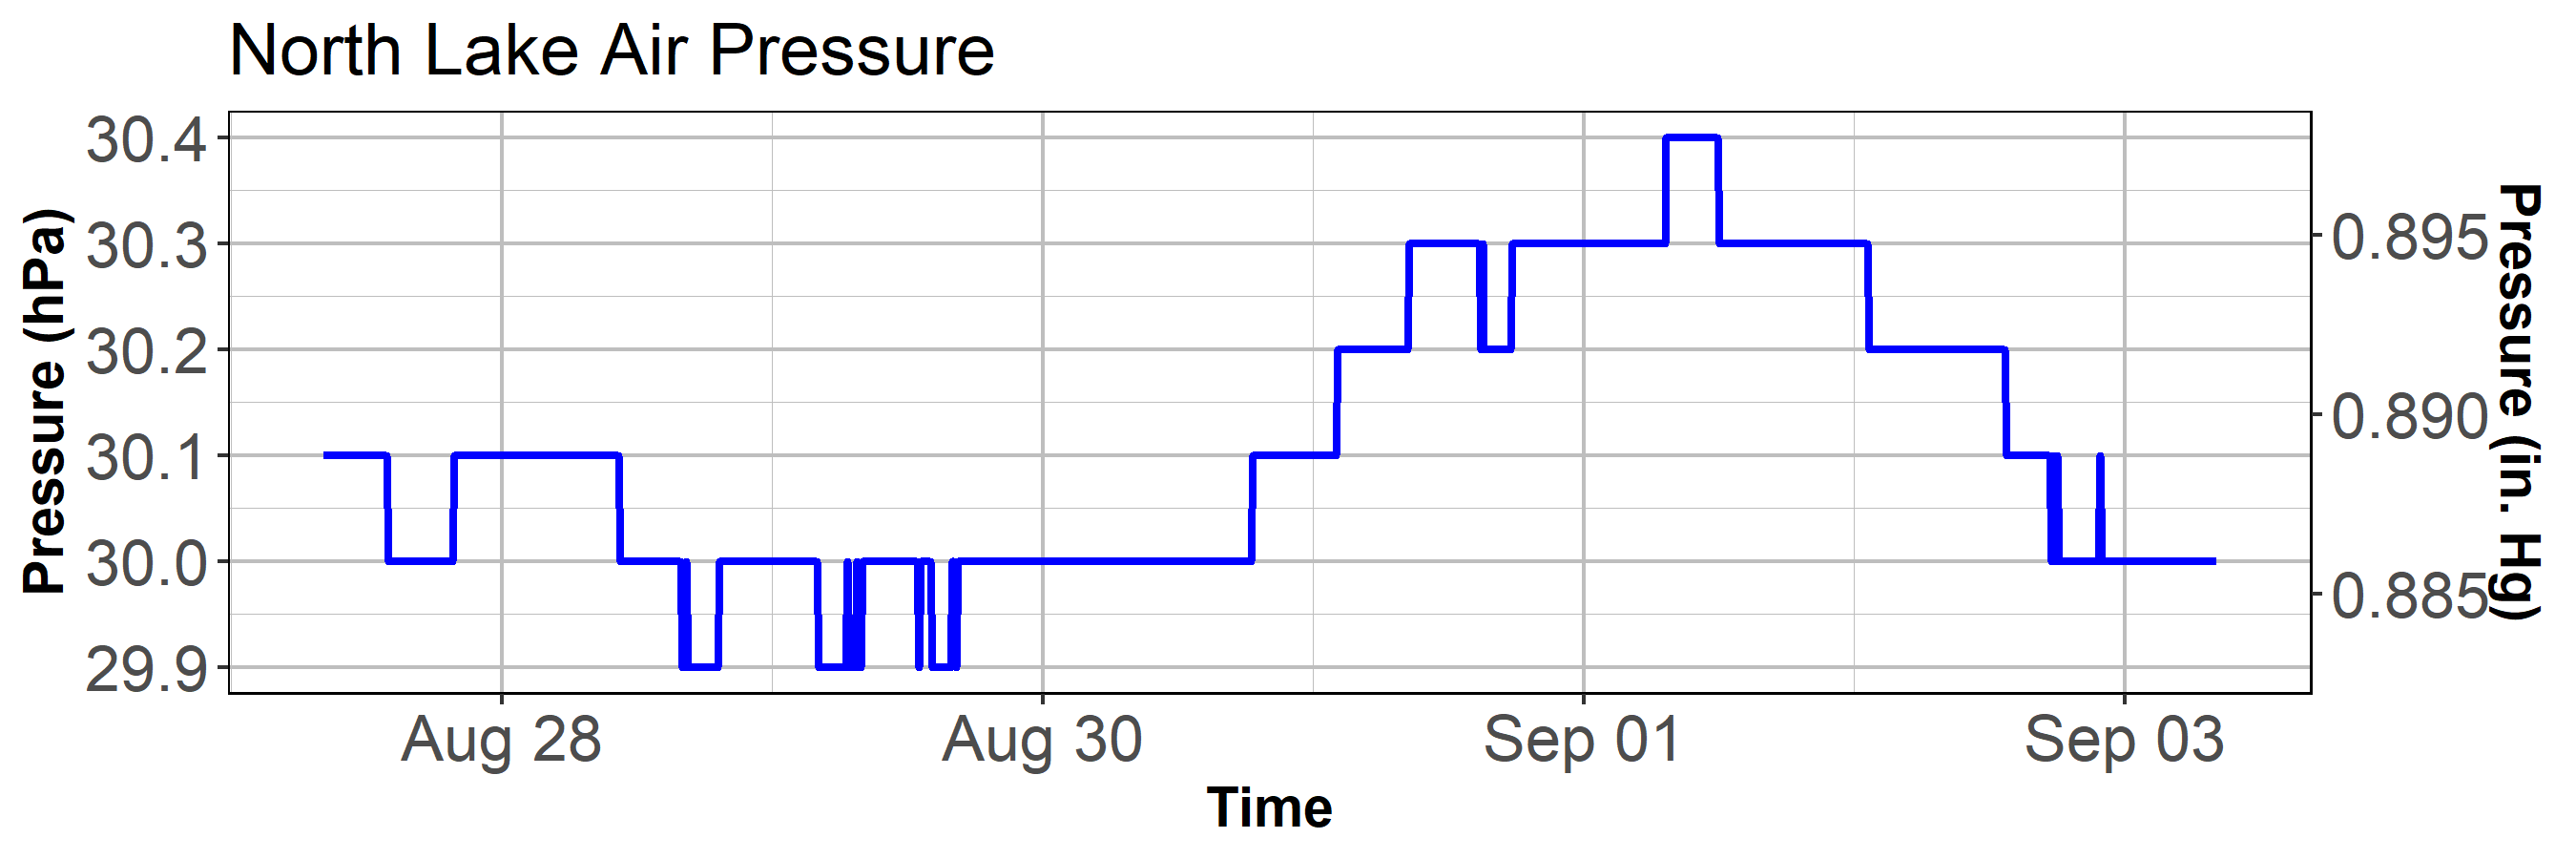 North Lake Air Pressure
Pressure (hPa)
30.4
30.3
30.2
30.1
30.0
29.9
0.895
0.890
0.885
Pressure (in. Hg)
Aug 28
Aug 30
Sep 01
Sep 03
Time